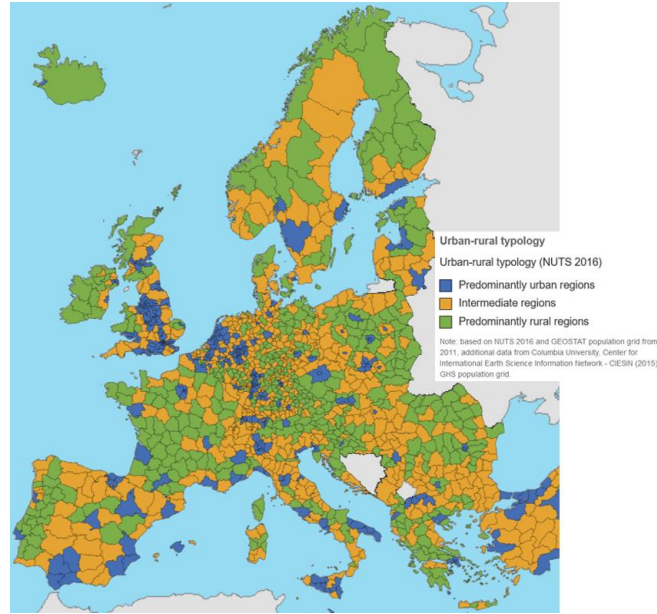 Urban-rural typology
Urban-rural typology (NUTS 2016)
Predominantly urban regions
Intermediate regions
Predominantly rural regions
Note: based on NUTS 2016 and GEOSTAT population grid from
2011, additional data from Columbia University, Center for
International Earth Science Information Network - CIESIN (2015):
GHS population grid.